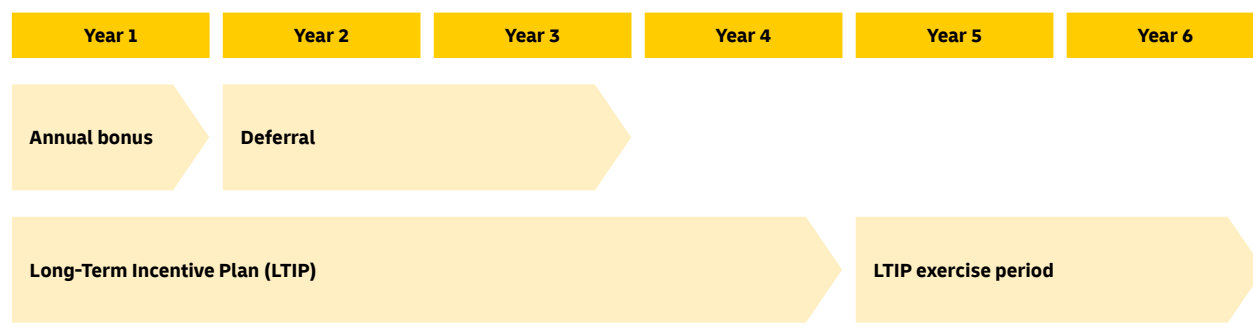 Year 1
Year 2
Year 3
Year 4
Year 5
Year 6
Annual bonus
Deferral
Long-Term Incentive Plan (LTIP)
LTIP exercise period